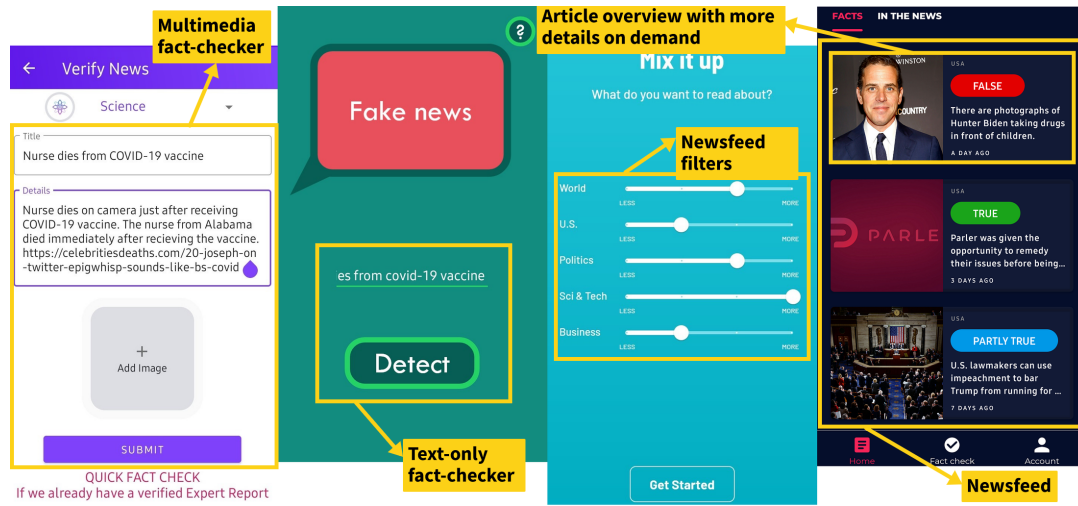 Multimedia
fact-checker
Verify News
Science
Title
Nurse dies from COVID-19 vaccine
Details
Nurse dies on camera just after receiving
COVID-19 vaccine. The nurse from Alabama
died immediately after recieving the vaccine.
https://celebritiesdeaths.com/20-joseph-on
-twitter-epigwhisp-sounds-like-bs-covid
+
Add Image
SUBMIT
QUICK FACT CHECK
If we already have a verified Expert Report
?
Fake news
es from covid-19 vaccine
Detect
Text-only
fact-checker
Article overview with more
details on demand
Mix it up
What do you want to read about?
Newsfeed
filters
World
LESS MORE
U.S.
LESS MORE
Politics
LESS MORE
Sci & Tech
LESS MORE
Business
LESS MORE
Get Started
FACTS IN THE NEWS
WINSTON
COUNTRY
USA
FALSE
There are photographs of
Hunter Biden taking drugs
in front of children.
A DAY AGO
PARLE
USA
TRUE
Parler was given the
opportunity to remedy
their issues before being...
3 DAYS AGO
USA
PARTLY TRUE
U.S. lawmakers can use
impeachment to bar
Trump from running for ...
7 DAYS AGO
Home Fact check Account
Newsfeed